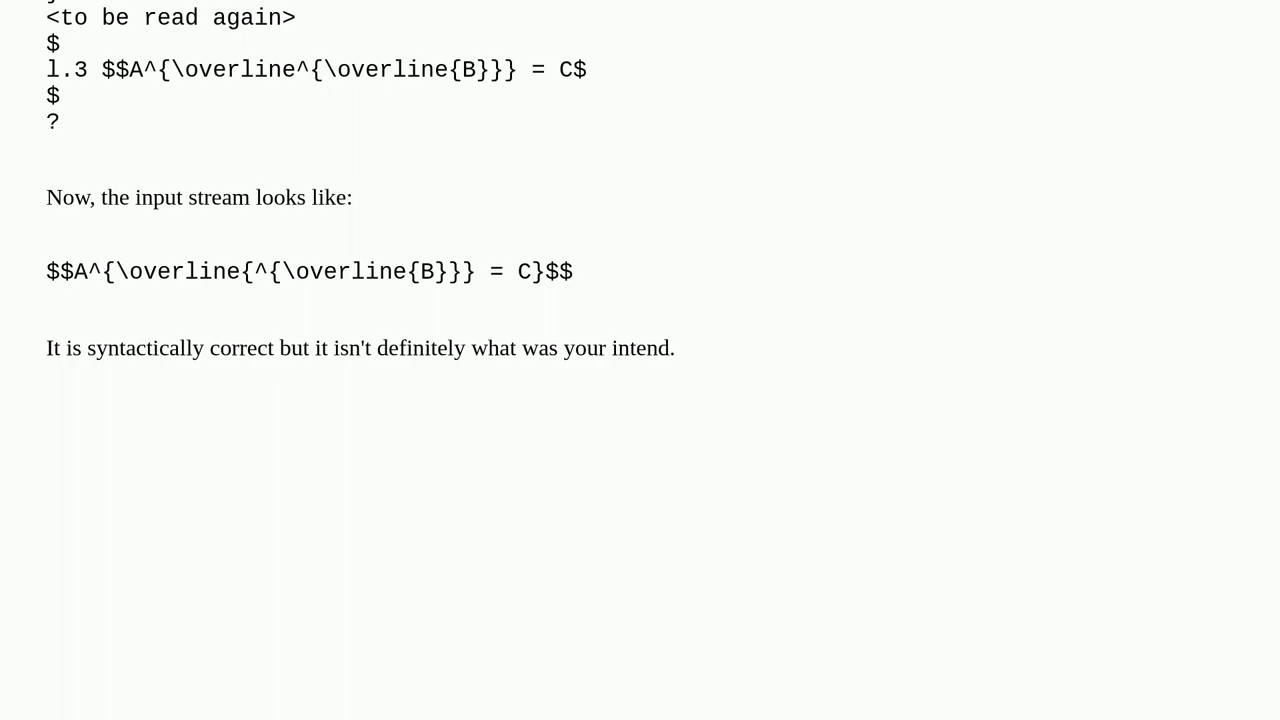 <to be read again>
$
l.3 $$A^{\overline^{\overline{B}}} = C$
$
?
Now, the input stream looks like:
$$A^{\overline{^{\overline{B}}} = C}$$
It is syntactically correct but it isn't definitely what was your intend.